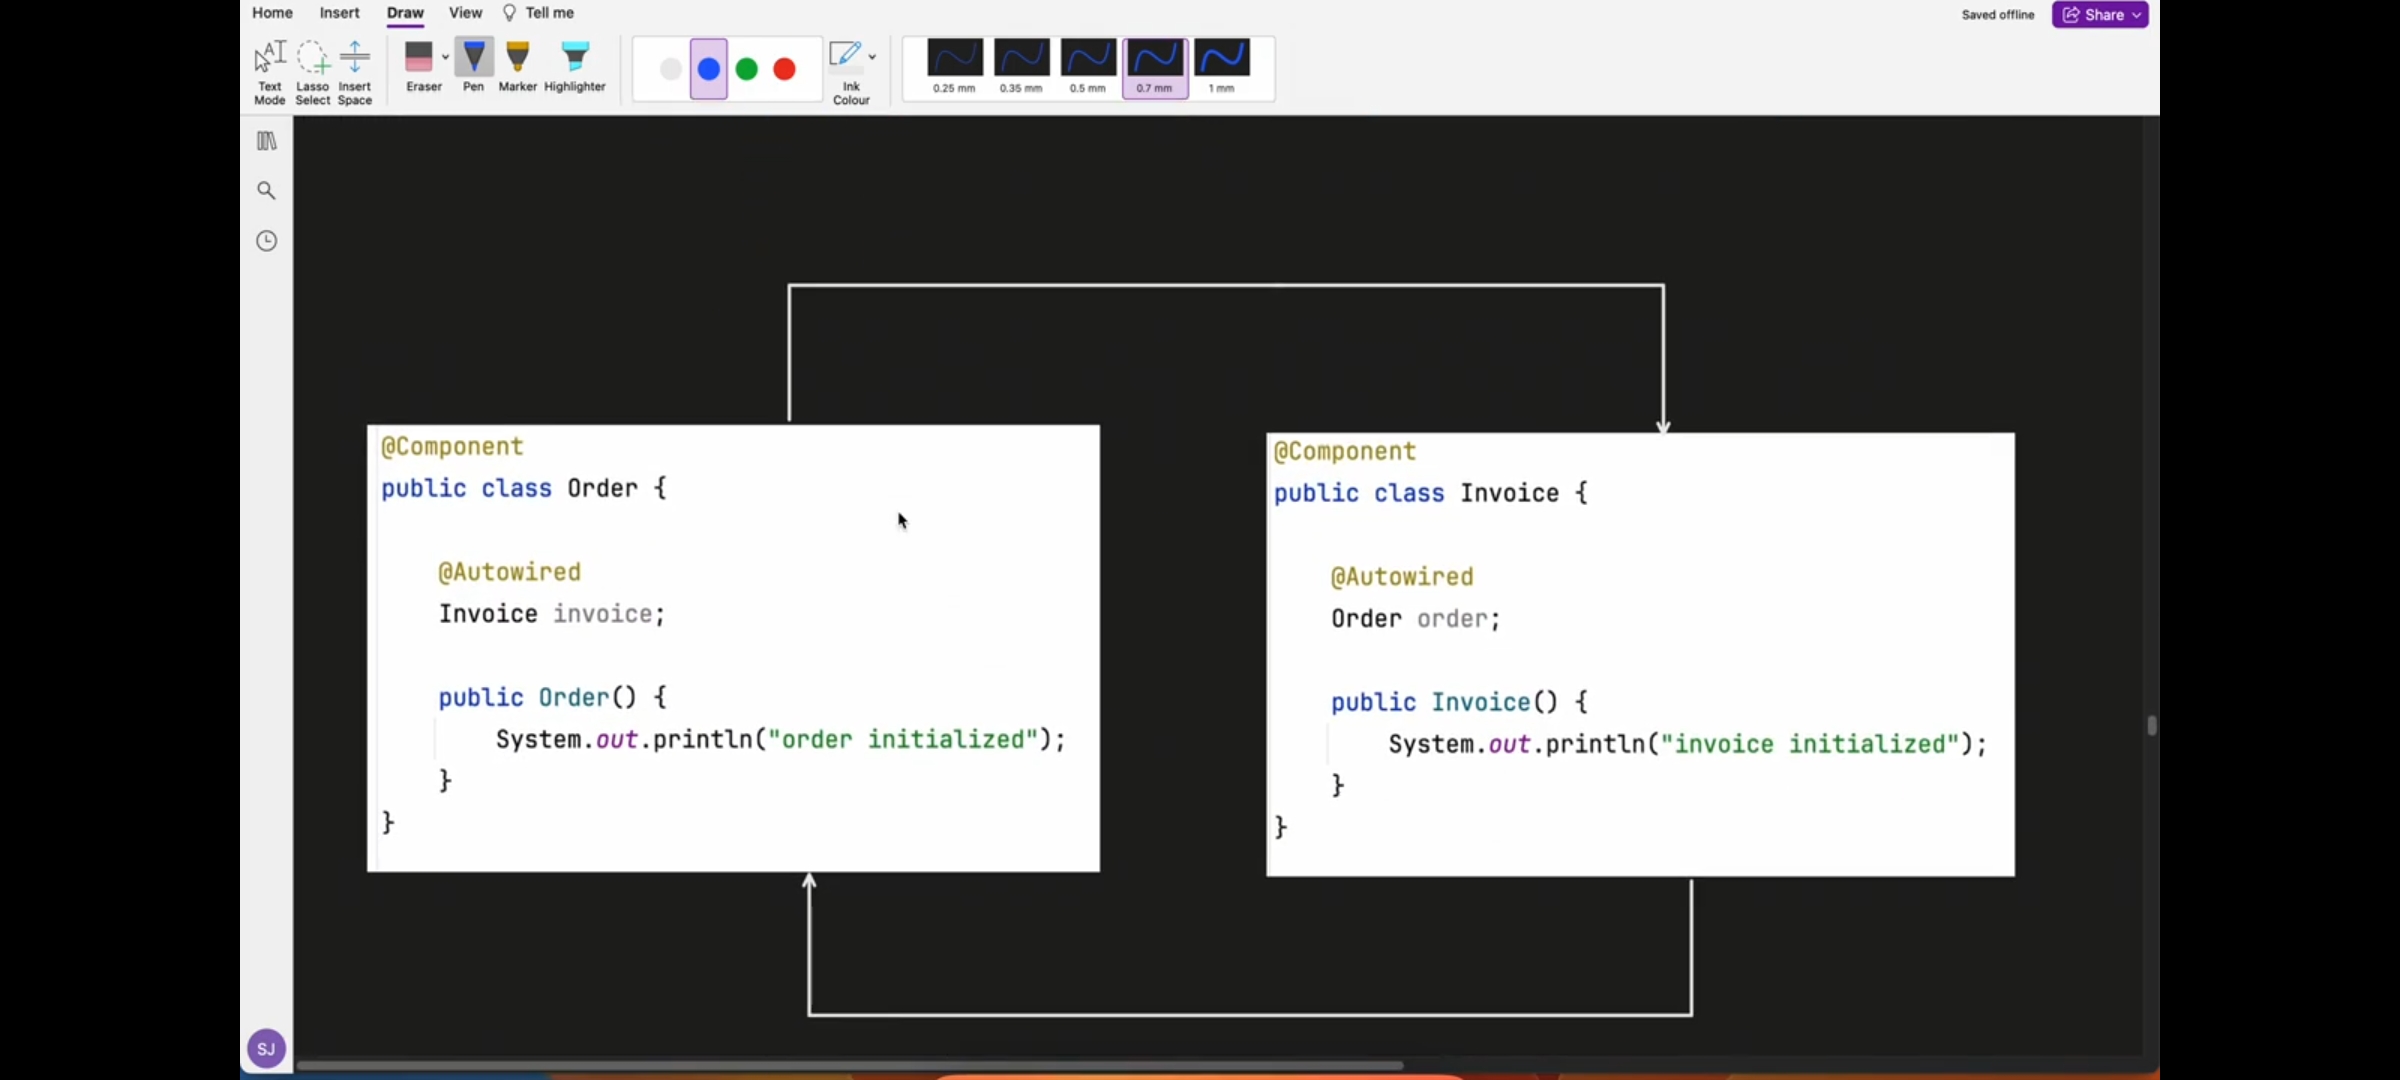 Home Insert Draw View Tell me
Saved offline Share
Text Mode
Lasso Select
Insert Space
Eraser
Pen
Marker
Highlighter
Ink Colour
0.25 mm
0.35 mm
0.5 mm
0.7 mm
1 mm
@Component
public class Order {
@Autowired
Invoice invoice;
public Order() {
System.out.println("order initialized");
}
}
@Component
public class Invoice {
@Autowired
Order order;
public Invoice() {
System.out.println("invoice initialized");
}
}
SJ